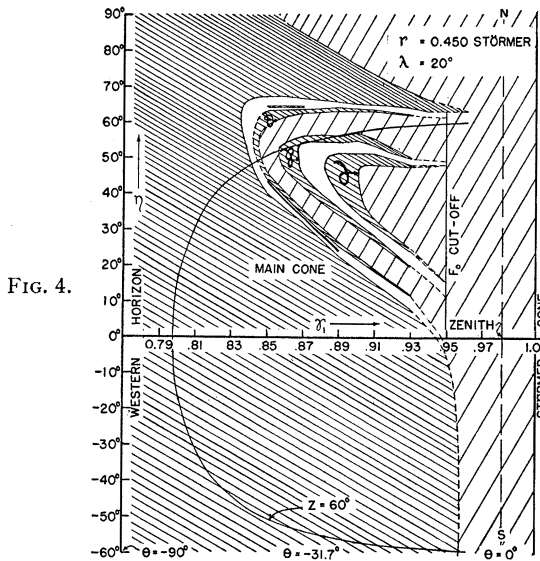 FIG. 4.
90°
80°
70°
60°
50°
40°
30°
20°
10°
0°
-10°
-20°
-30°
-40°
-50°
-60°
η
N
r = 0.450 STÖRMER
λ = 20°
MAIN CONE
HORIZON
WESTERN
γ₁
F₀ CUT-OFF
ZENITH
CONE
STÖRMER
0.79 .81 .83 .85 .87 .89 .91 .93 .95 .97 1.0
Z = 60°
S
θ = -90° θ = -31.7° θ = 0°